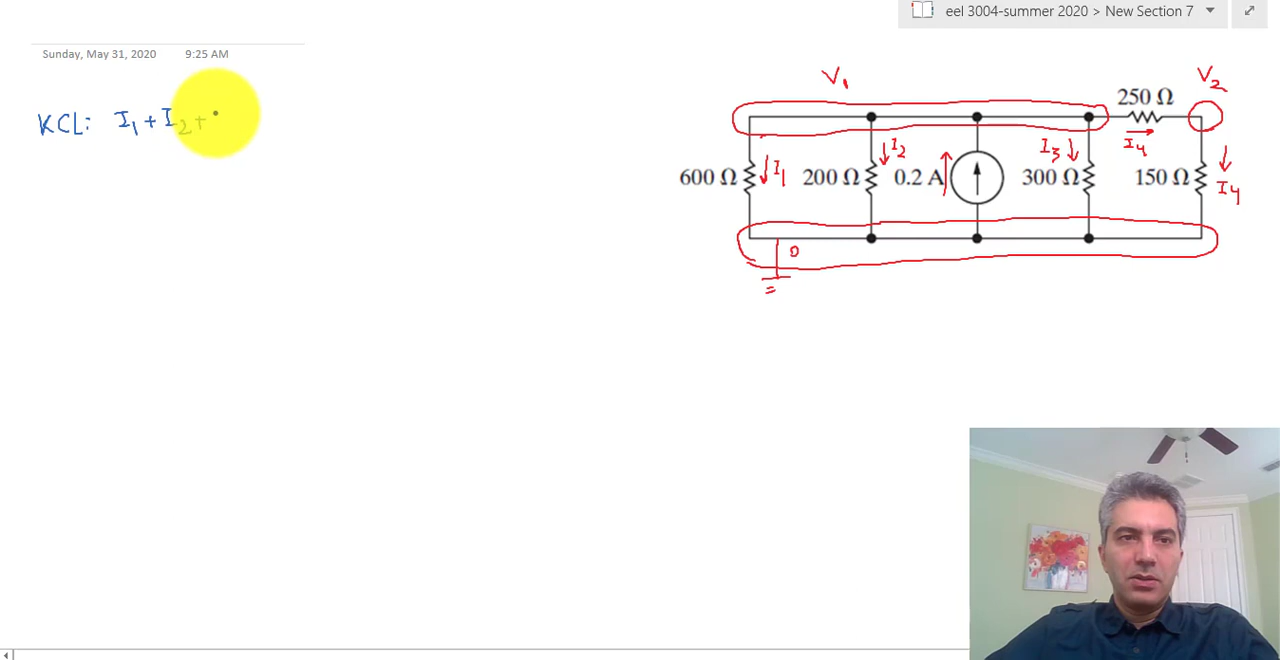 eel 3004-summer 2020 > New Section 7
Sunday, May 31, 2020 9:25 AM
KCL: I1 + I2 +
V1
V2
250 Ω
I4
600 Ω
I1
200 Ω
I2
0.2 A
I3
300 Ω
150 Ω
I4
0